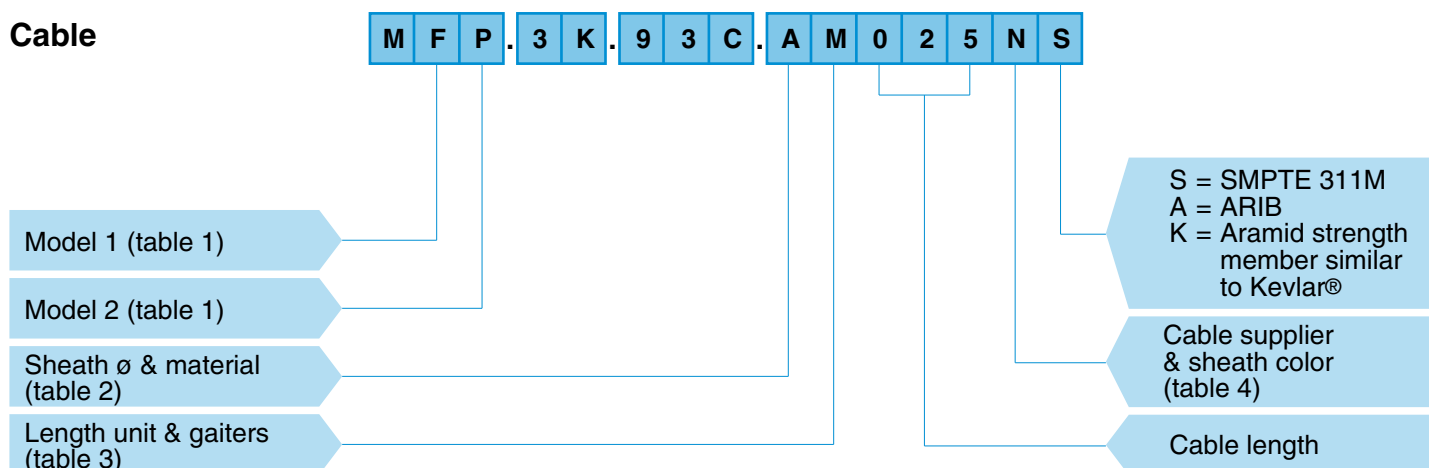 Cable
MFP.3K.93C.AM025NS
Model 1 (table 1)
Model 2 (table 1)
Sheath ø & material
(table 2)
Length unit & gaiters
(table 3)
S = SMPTE 311M
A = ARIB
K = Aramid strength
member similar
to Kevlar®
Cable supplier
& sheath color
(table 4)
Cable length